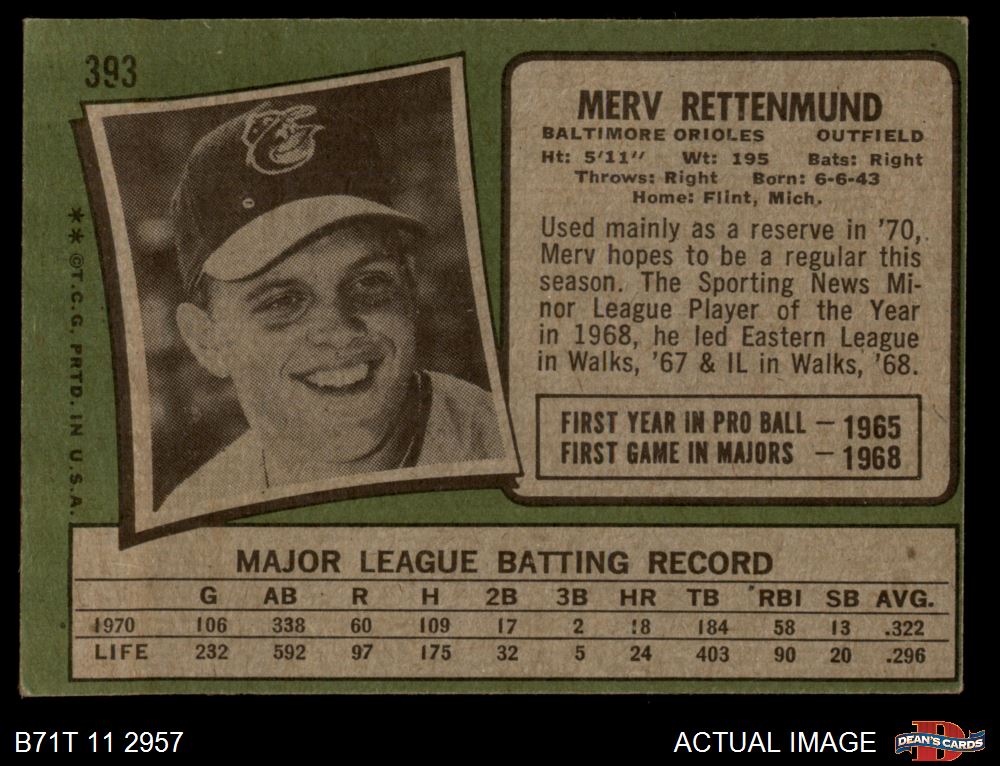 393
MERV RETTENMUND
BALTIMORE ORIOLES OUTFIELD
Ht: 5'11" Wt: 195 Bats: Right
Throws: Right Born: 6-6-43
Home: Flint, Mich.
Used mainly as a reserve in '70,
Merv hopes to be a regular this
season. The Sporting News Mi-
nor League Player of the Year
in 1968, he led Eastern League
in Walks, '67 & IL in Walks, '68.
FIRST YEAR IN PRO BALL — 1965
FIRST GAME IN MAJORS — 1968
**©T.C.G. PRTD. IN U.S.A.
MAJOR LEAGUE BATTING RECORD
G AB R H 2B 3B HR TB RBI SB AVG.
1970 106 338 60 109 17 2 18 184 58 13 .322
LIFE 232 592 97 175 32 5 24 403 90 20 .296
B71T 11 2957
ACTUAL IMAGE
DEAN'S CARDS